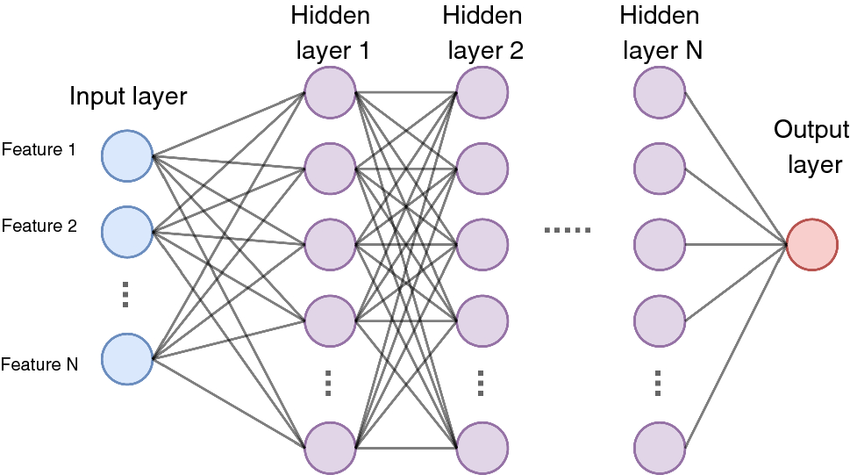 Hidden
layer 1
Hidden
layer 2
Hidden
layer N
Input layer
Output
layer
Feature 1
Feature 2
Feature N